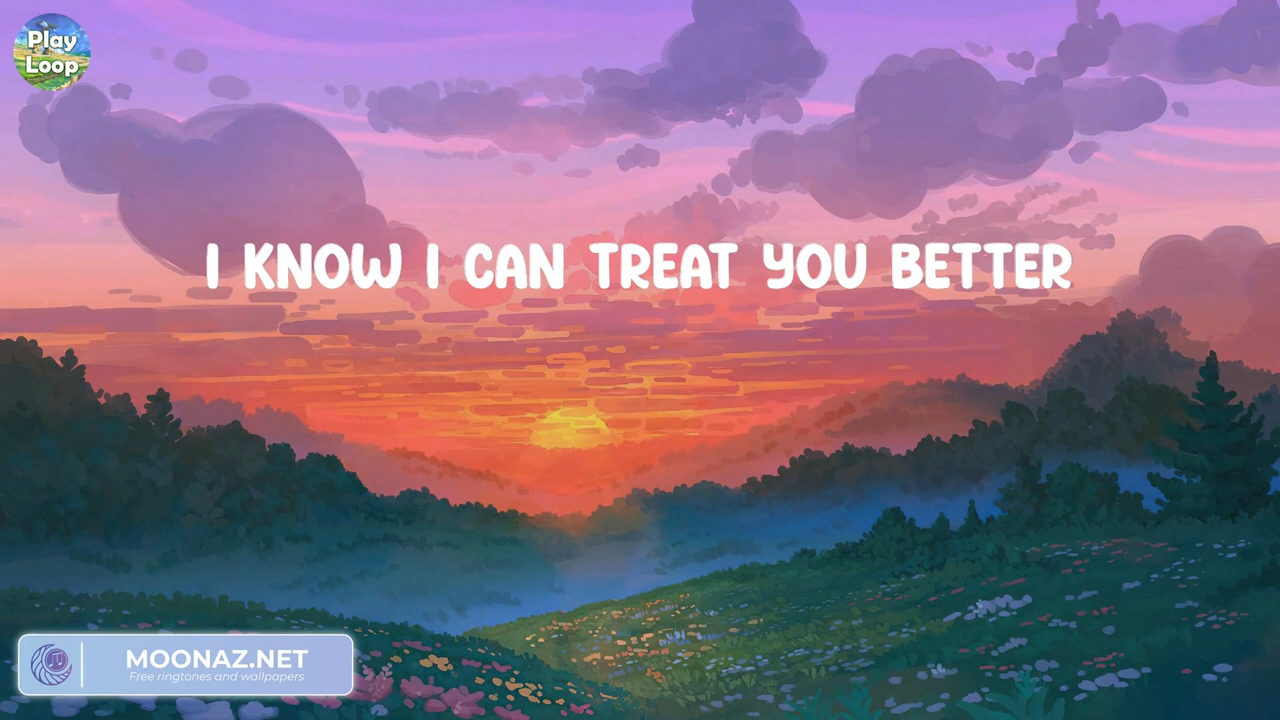 Play
Loop
I KNOW I CAN TREAT YOU BETTER
MOONAZ.NET
Free ringtones and wallpapers